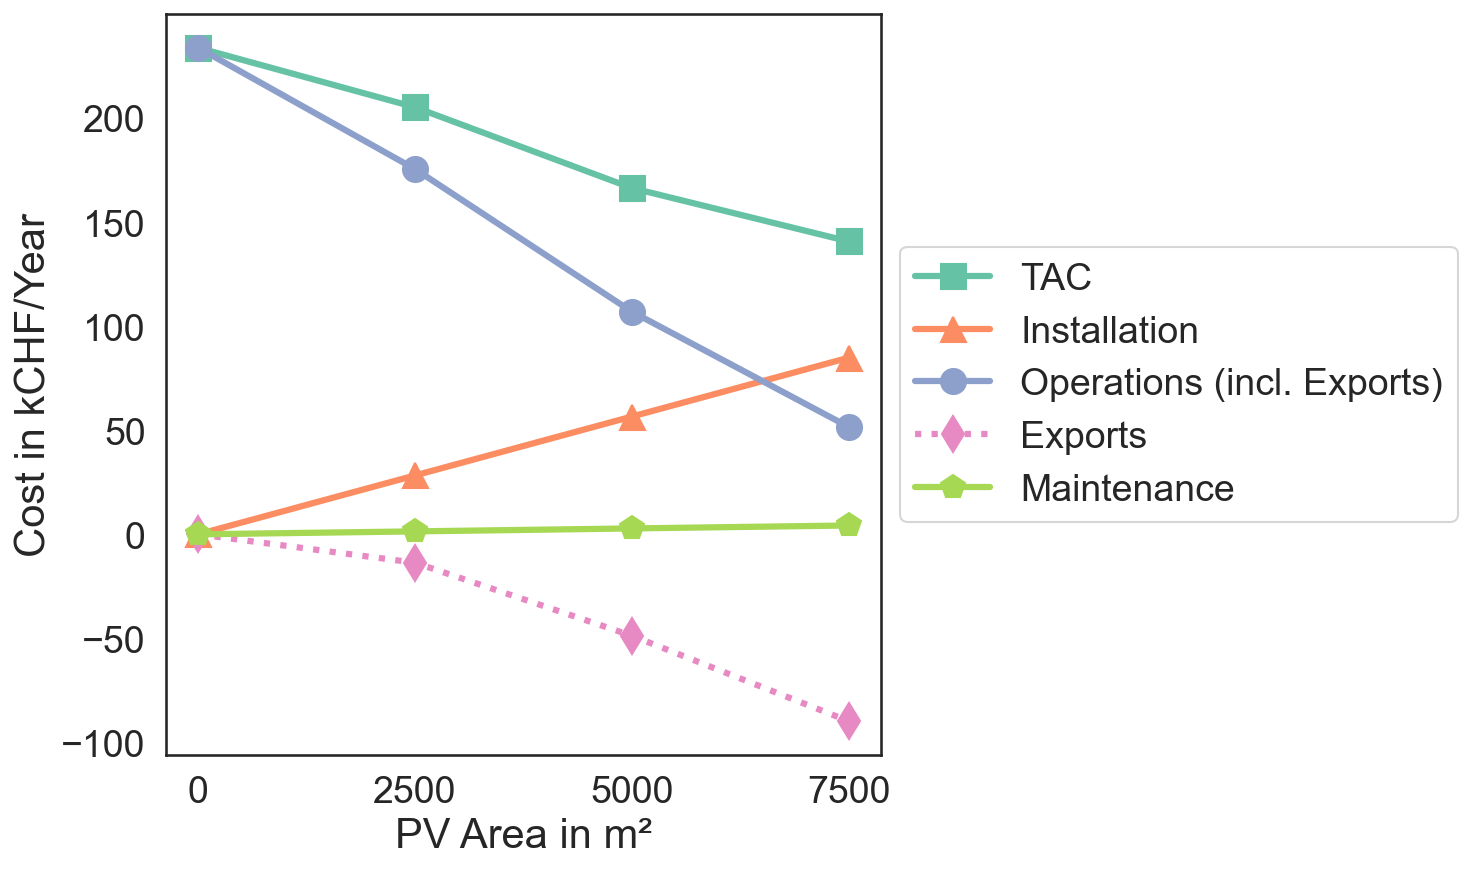 Cost in kCHF/Year
200
150
100
50
0
−50
−100
0 2500 5000 7500
PV Area in m²
TAC
Installation
Operations (incl. Exports)
Exports
Maintenance